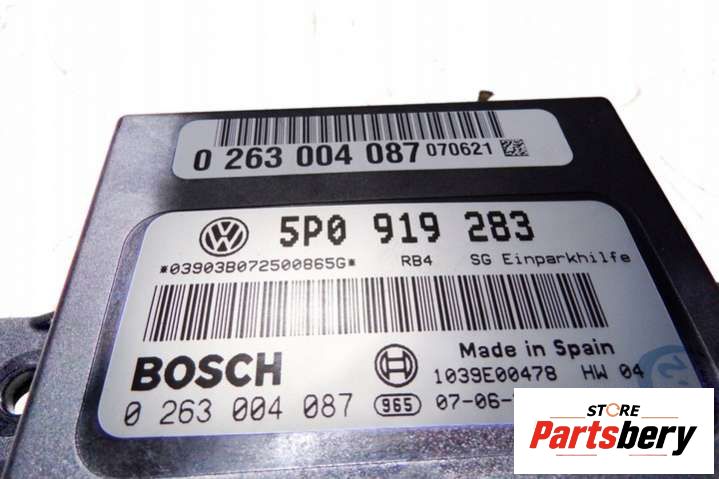 0 263 004 087 070621
5P0 919 283
*03903B072500865G* RB4 SG Einparkhilfe
BOSCH
Made in Spain
1039E00478 HW 04
0 263 004 087 965 07-06-
STORE
Partsbery